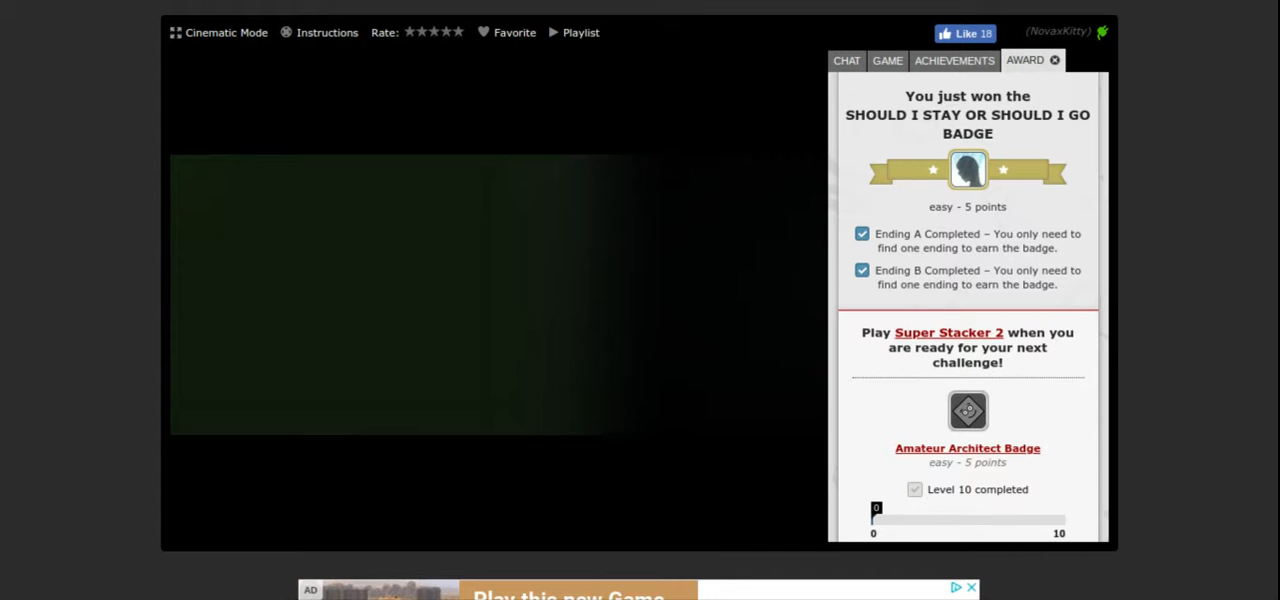 Cinematic Mode Instructions Rate: Favorite Playlist Like 18 (NovaxKitty)
CHAT GAME ACHIEVEMENTS AWARD
You just won the
SHOULD I STAY OR SHOULD I GO
BADGE
easy - 5 points
Ending A Completed – You only need to
find one ending to earn the badge.
Ending B Completed – You only need to
find one ending to earn the badge.
Play Super Stacker 2 when you
are ready for your next
challenge!
Amateur Architect Badge
easy - 5 points
Level 10 completed
0
0 10
AD
Play this new Game